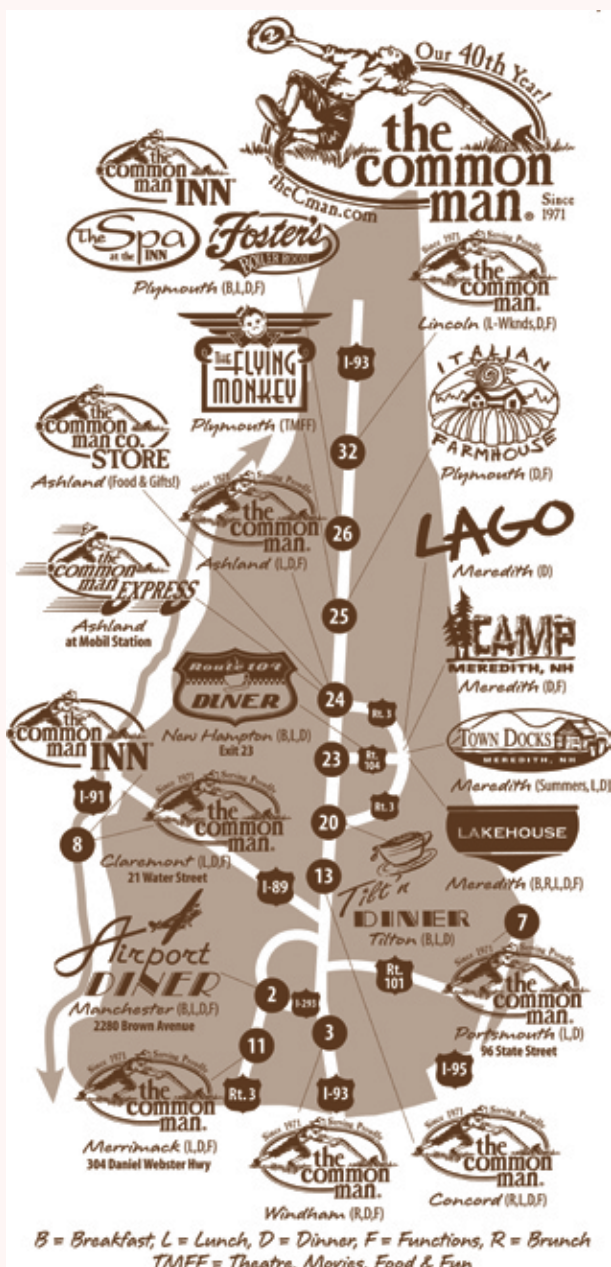 Our 40th Year!
the
common
man®
Since
1971
theCman.com
the
common
man INN
The Spa
at the
INN
Foster's
BOILER ROOM
Plymouth (B,L,D,F)
Since 1971 Serving Proudly
the
common
man®
Lincoln (L-Wknds,D,F)
I-93
THE
FLYING
MONKEY
Plymouth (TMFF)
ITALIAN
FARMHOUSE
Plymouth (D,F)
32
the
common
man co.
STORE
Ashland (Food & Gifts!)
Since 1971 Serving Proudly
the
common
man®
Ashland (L,D,F)
26
LAGO
Meredith (D)
the
common
man EXPRESS
Ashland
at Mobil Station
25
CAMP
MEREDITH, NH
Meredith (D,F)
Route 104
DINER
New Hampton (B,L,D)
Exit 23
24
Rt. 3
the
common
man INN
23
Rt.
104
TOWN DOCKS
MEREDITH, NH
Meredith (Summers, L,D)
I-91
8
Since 1971 Serving Proudly
the
common
man®
Claremont (L,D,F)
21 Water Street
20
Rt. 3
LAKEHOUSE
Meredith (B,R,L,D,F)
13
I-89
Tilt'n
DINER
Tilton (B,L,D)
7
Airport
DINER
Manchester (B,L,D,F)
2280 Brown Avenue
2
I-293
3
Rt.
101
Since 1971 Serving Proudly
the
common
man®
Portsmouth (L,D)
96 State Street
11
Rt. 3
I-93
I-95
Since 1971 Serving Proudly
the
common
man®
Merrimack (L,D,F)
304 Daniel Webster Hwy
Since 1971 Serving Proudly
the
common
man®
Windham (R,D,F)
Since 1971 Serving Proudly
the
common
man®
Concord (R,L,D,F)
B = Breakfast, L = Lunch, D = Dinner, F = Functions, R = Brunch
TMFF = Theatre, Movies, Food & Fun